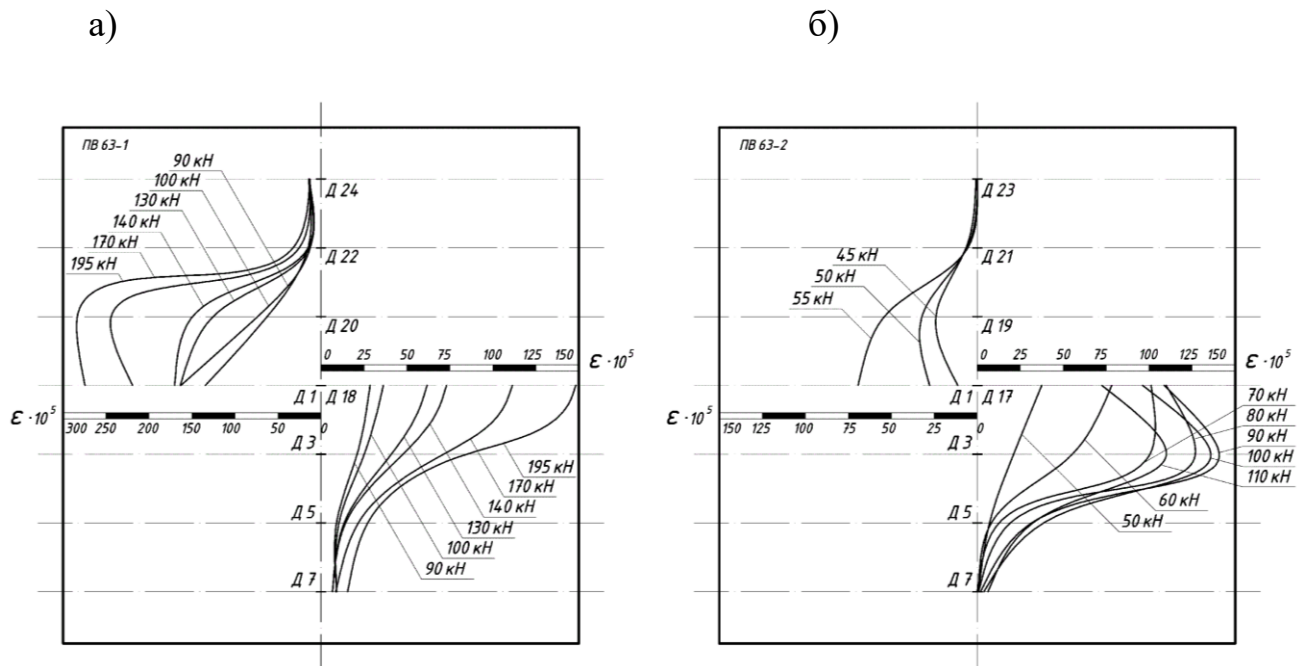 а)
б)
ПВ 63-1
90 кН
100 кН
130 кН
140 кН
170 кН
195 кН
Д 24
Д 22
Д 20
0 25 50 75 100 125 150
ε · 10⁵
Д 1 Д 18
300 250 200 150 100 50
Д 3
195 кН
170 кН
140 кН
130 кН
100 кН
90 кН
Д 5
Д 7
ПВ 63-2
Д 23
Д 21
45 кН
50 кН
55 кН
Д 19
0 25 50 75 100 125 150
ε · 10⁵
Д 1 Д 17
ε · 10⁵
150 125 100 75 50 25
Д 3
70 кН
80 кН
90 кН
100 кН
110 кН
60 кН
50 кН
Д 5
Д 7